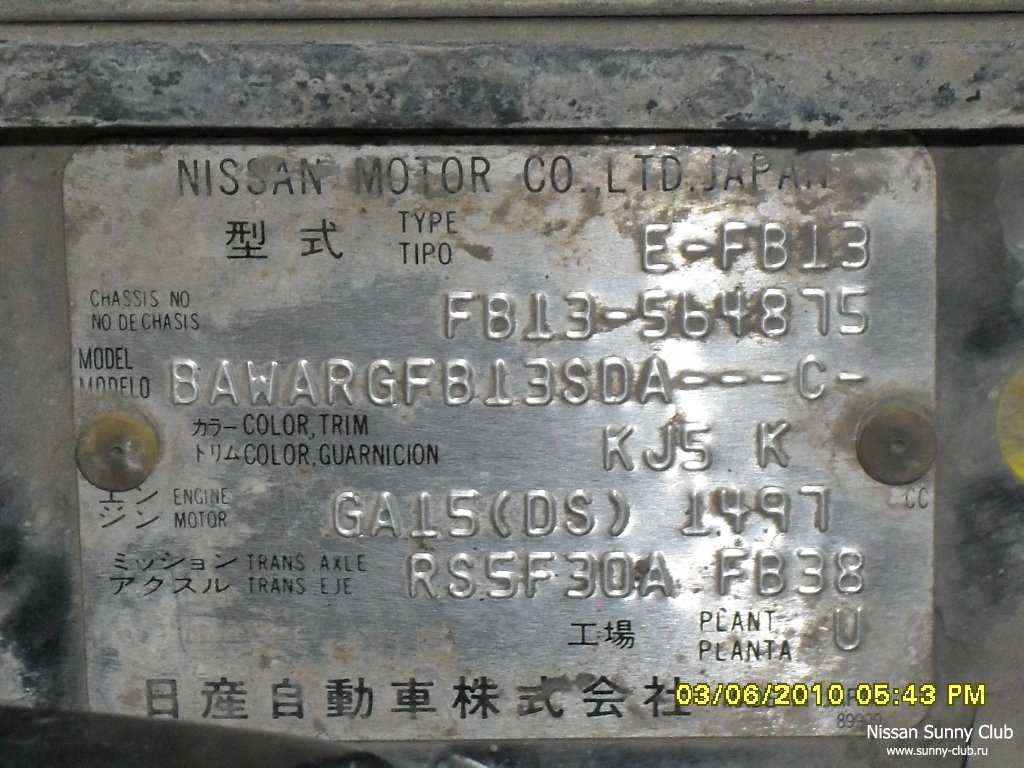 NISSAN MOTOR CO.,LTD.JAPAN
型式 TYPE TIPO E-FB13
CHASSIS NO NO DE CHASIS FB13-564875
MODEL MODELO BAWARGFB13SDA---C-
カラー COLOR,TRIM
トリム COLOR,GUARNICION KJ5 K
エンジン ENGINE MOTOR GA15(DS) 1497 CC
ミッション TRANS AXLE
アクスル TRANS EJE RS5F30A FB38
工場 PLANT PLANTA U
日産自動車株式会社
03/06/2010 05:43 PM
Nissan Sunny Club
www.sunny-club.ru